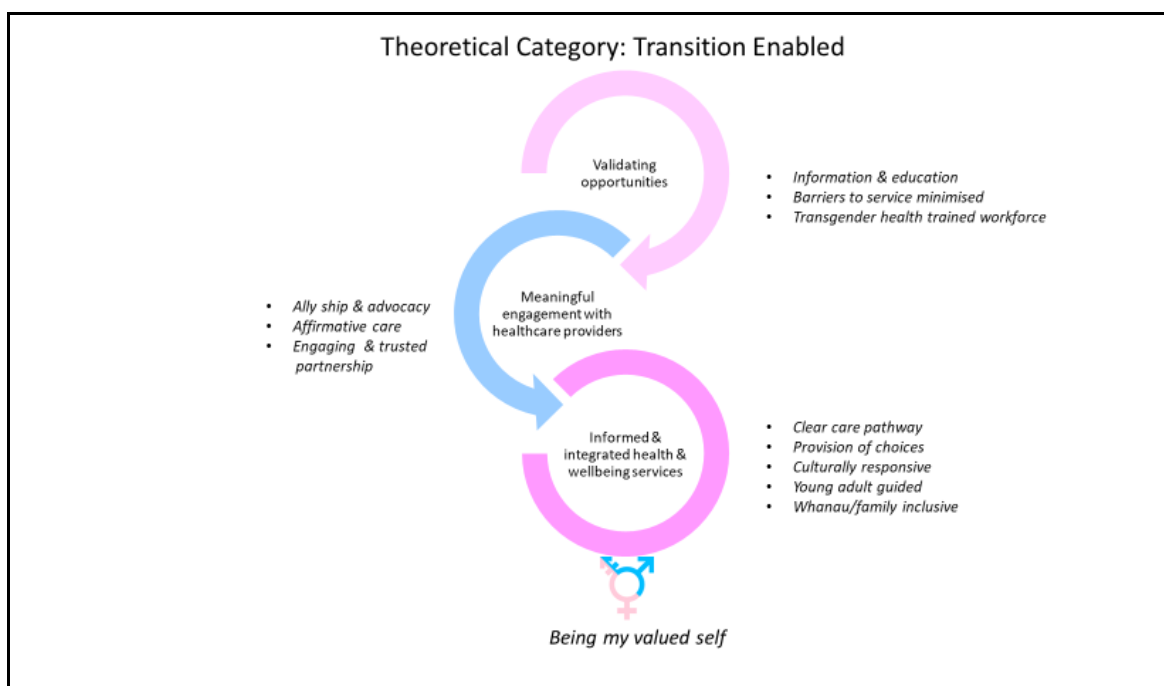 Theoretical Category: Transition Enabled
Validating
opportunities
• Information & education
• Barriers to service minimised
• Transgender health trained workforce
• Ally ship & advocacy
• Affirmative care
• Engaging & trusted
partnership
Meaningful
engagement with
healthcare providers
Informed &
integrated health &
wellbeing services
• Clear care pathway
• Provision of choices
• Culturally responsive
• Young adult guided
• Whanau/family inclusive
Being my valued self